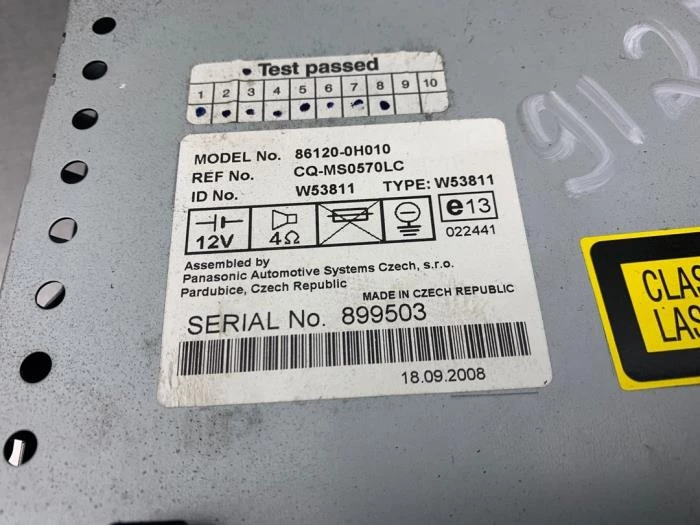 Test passed
1 2 3 4 5 6 7 8 9 10
MODEL No. 86120-0H010
REF No. CQ-MS0570LC
ID No. W53811 TYPE: W53811
12V 4Ω e13
022441
Assembled by
Panasonic Automotive Systems Czech, s.r.o.
Pardubice, Czech Republic
MADE IN CZECH REPUBLIC
SERIAL No. 899503
18.09.2008
CLAS
LAS